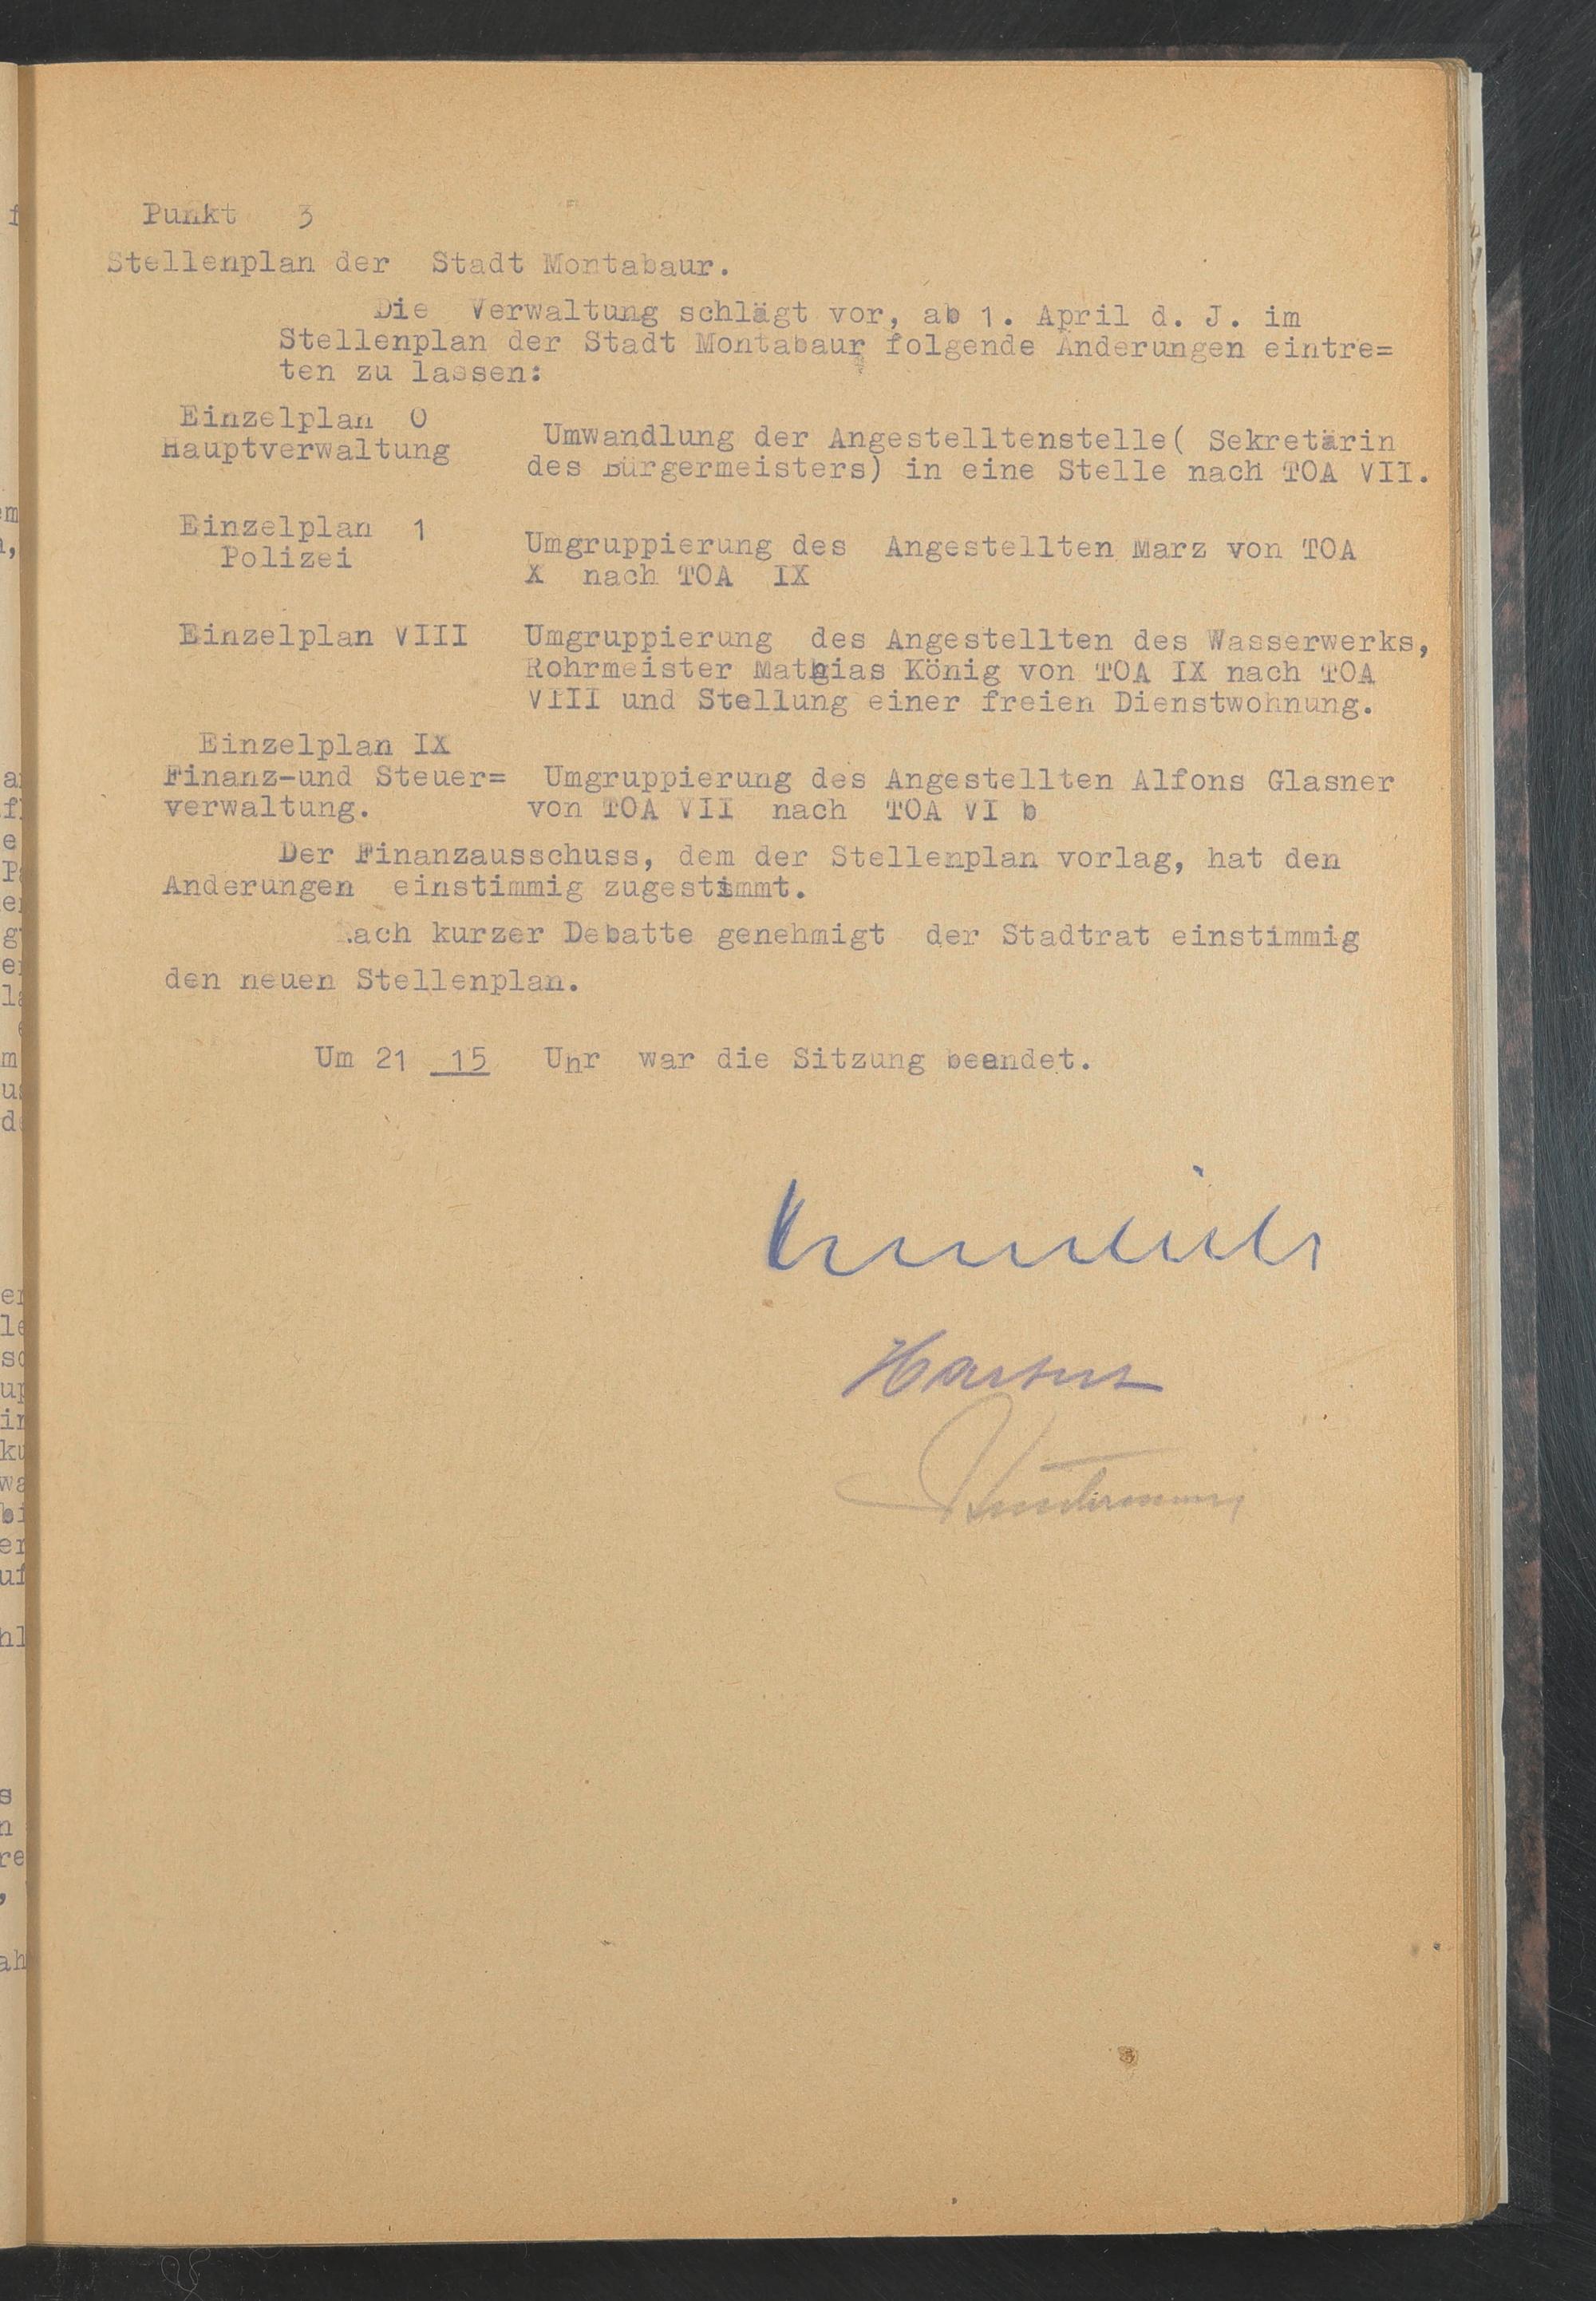 Punkt 3
Stellenplan der Stadt Montabaur.
Die Verwaltung schlägt vor, ab 1. April d. J. im
Stellenplan der Stadt Montabaur folgende Änderungen eintre=
ten zu lassen:
Einzelplan 0
Hauptverwaltung
Umwandlung der Angestelltenstelle( Sekretärin
des Bürgermeisters) in eine Stelle nach TOA VII.
Einzelplan 1
Polizei
Umgruppierung des Angestellten Marz von TOA
X nach TOA IX
Einzelplan VIII
Umgruppierung des Angestellten des Wasserwerks,
Rohrmeister Mathias König von TOA IX nach TOA
VIII und Stellung einer freien Dienstwohnung.
Einzelplan IX
Finanz-und Steuer=
verwaltung.
Umgruppierung des Angestellten Alfons Glasner
von TOA VII nach TOA VI b
Der Finanzausschuss, dem der Stellenplan vorlag, hat den
Änderungen einstimmig zugestimmt.
Nach kurzer Debatte genehmigt der Stadtrat einstimmig
den neuen Stellenplan.
Um 21 15 Uhr war die Sitzung beendet.